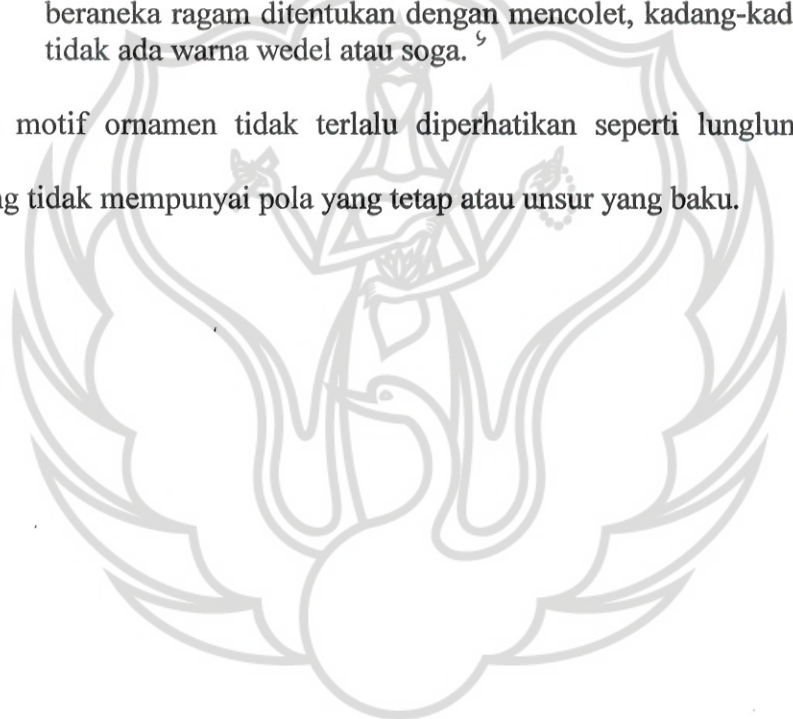 beraneka ragam ditentukan dengan mencolet, kadang-kad
tidak ada warna wedel atau soga. 5
motif ornamen tidak terlalu diperhatikan seperti lunglun
g tidak mempunyai pola yang tetap atau unsur yang baku.